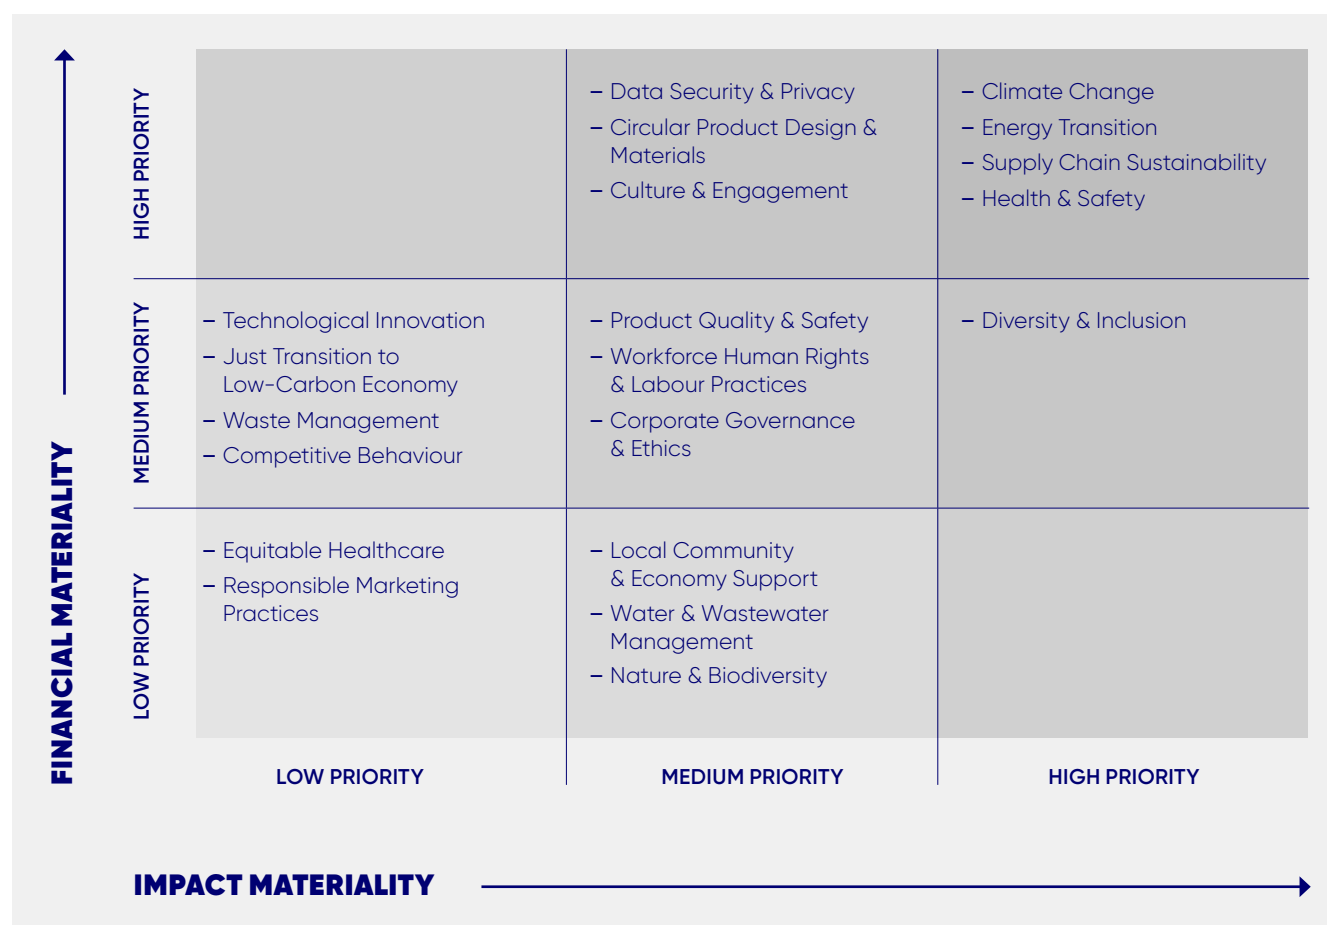 FINANCIAL MATERIALITY
HIGH PRIORITY
– Data Security & Privacy
– Circular Product Design &
Materials
– Culture & Engagement
– Climate Change
– Energy Transition
– Supply Chain Sustainability
– Health & Safety
MEDIUM PRIORITY
– Technological Innovation
– Just Transition to
Low-Carbon Economy
– Waste Management
– Competitive Behaviour
– Product Quality & Safety
– Workforce Human Rights
& Labour Practices
– Corporate Governance
& Ethics
– Diversity & Inclusion
LOW PRIORITY
– Equitable Healthcare
– Responsible Marketing
Practices
– Local Community
& Economy Support
– Water & Wastewater
Management
– Nature & Biodiversity
LOW PRIORITY
MEDIUM PRIORITY
HIGH PRIORITY
IMPACT MATERIALITY